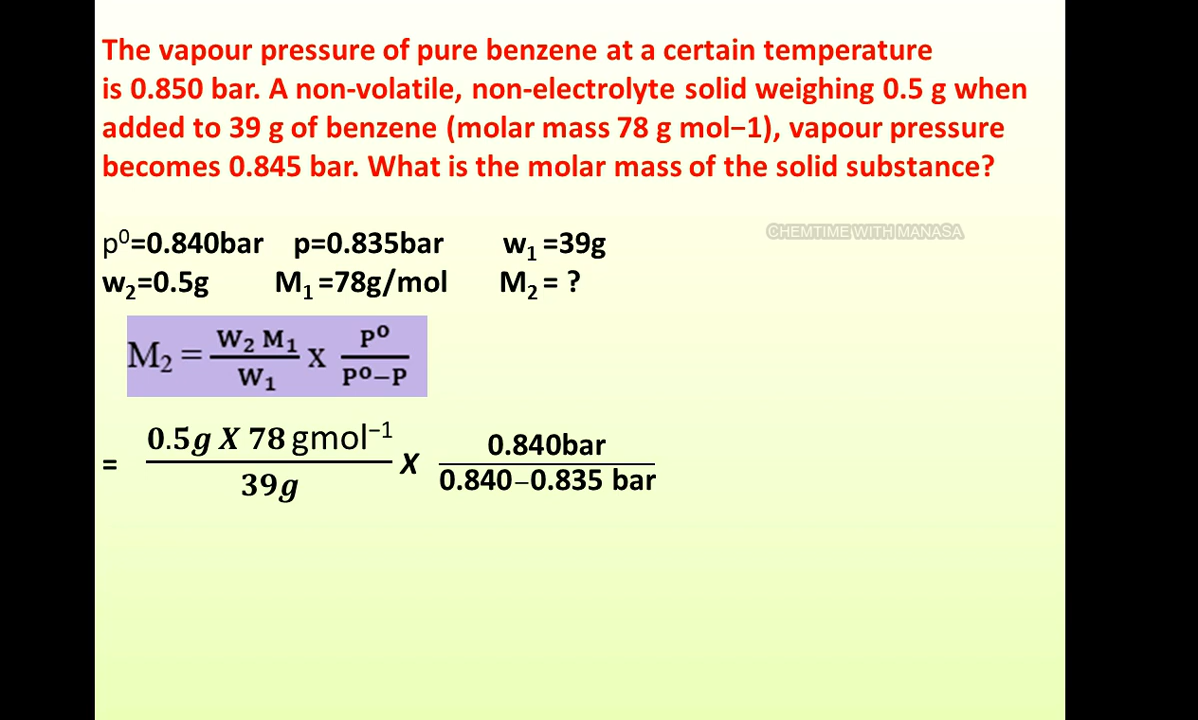 The vapour pressure of pure benzene at a certain temperature
is 0.850 bar. A non-volatile, non-electrolyte solid weighing 0.5 g when
added to 39 g of benzene (molar mass 78 g mol−1), vapour pressure
becomes 0.845 bar. What is the molar mass of the solid substance?
CHEMTIME WITH MANASA
p⁰=0.840bar p=0.835bar w₁ =39g
w₂=0.5g M₁ =78g/mol M₂ = ?
M₂ = W₂ M₁ / W₁ X P⁰ / P⁰−P
= 0.5g X 78 gmol⁻¹ / 39g X 0.840bar / 0.840−0.835 bar